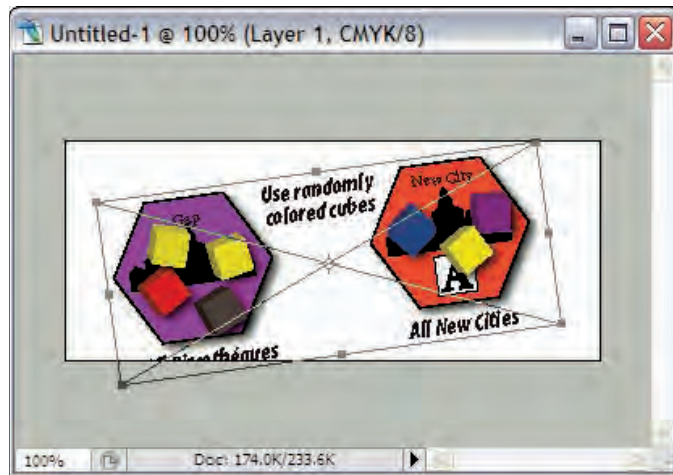 Untitled-1 @ 100% (Layer 1, CMYK/8)
Use randomly
colored cubes
New City
Gap
A
All New Cities
100%
Doc: 174.0K/233.6K